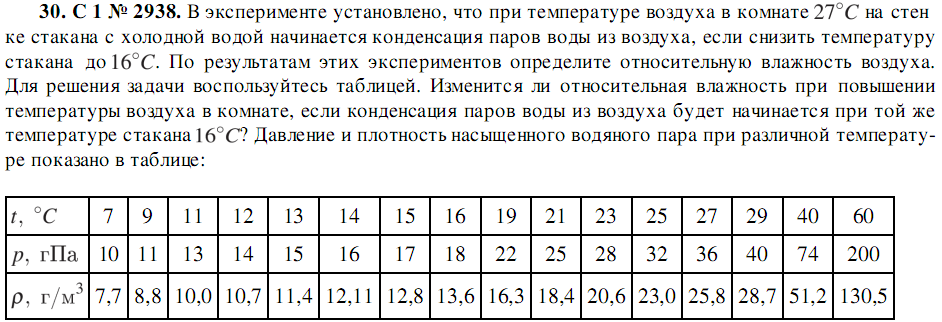 30. С 1 № 2938. В эксперименте установлено, что при температуре воздуха в комнате 27°C на стен
ке стакана с холодной водой начинается конденсация паров воды из воздуха, если снизить температуру
стакана до 16°C. По результатам этих экспериментов определите относительную влажность воздуха.
Для решения задачи воспользуйтесь таблицей. Изменится ли относительная влажность при повышении
температуры воздуха в комнате, если конденсация паров воды из воздуха будет начинается при той же
температуре стакана 16°C? Давление и плотность насыщенного водяного пара при различной температу-
ре показано в таблице:
t, °C 7 9 11 12 13 14 15 16 19 21 23 25 27 29 40 60
p, гПа 10 11 13 14 15 16 17 18 22 25 28 32 36 40 74 200
ρ, г/м³ 7,7 8,8 10,0 10,7 11,4 12,11 12,8 13,6 16,3 18,4 20,6 23,0 25,8 28,7 51,2 130,5